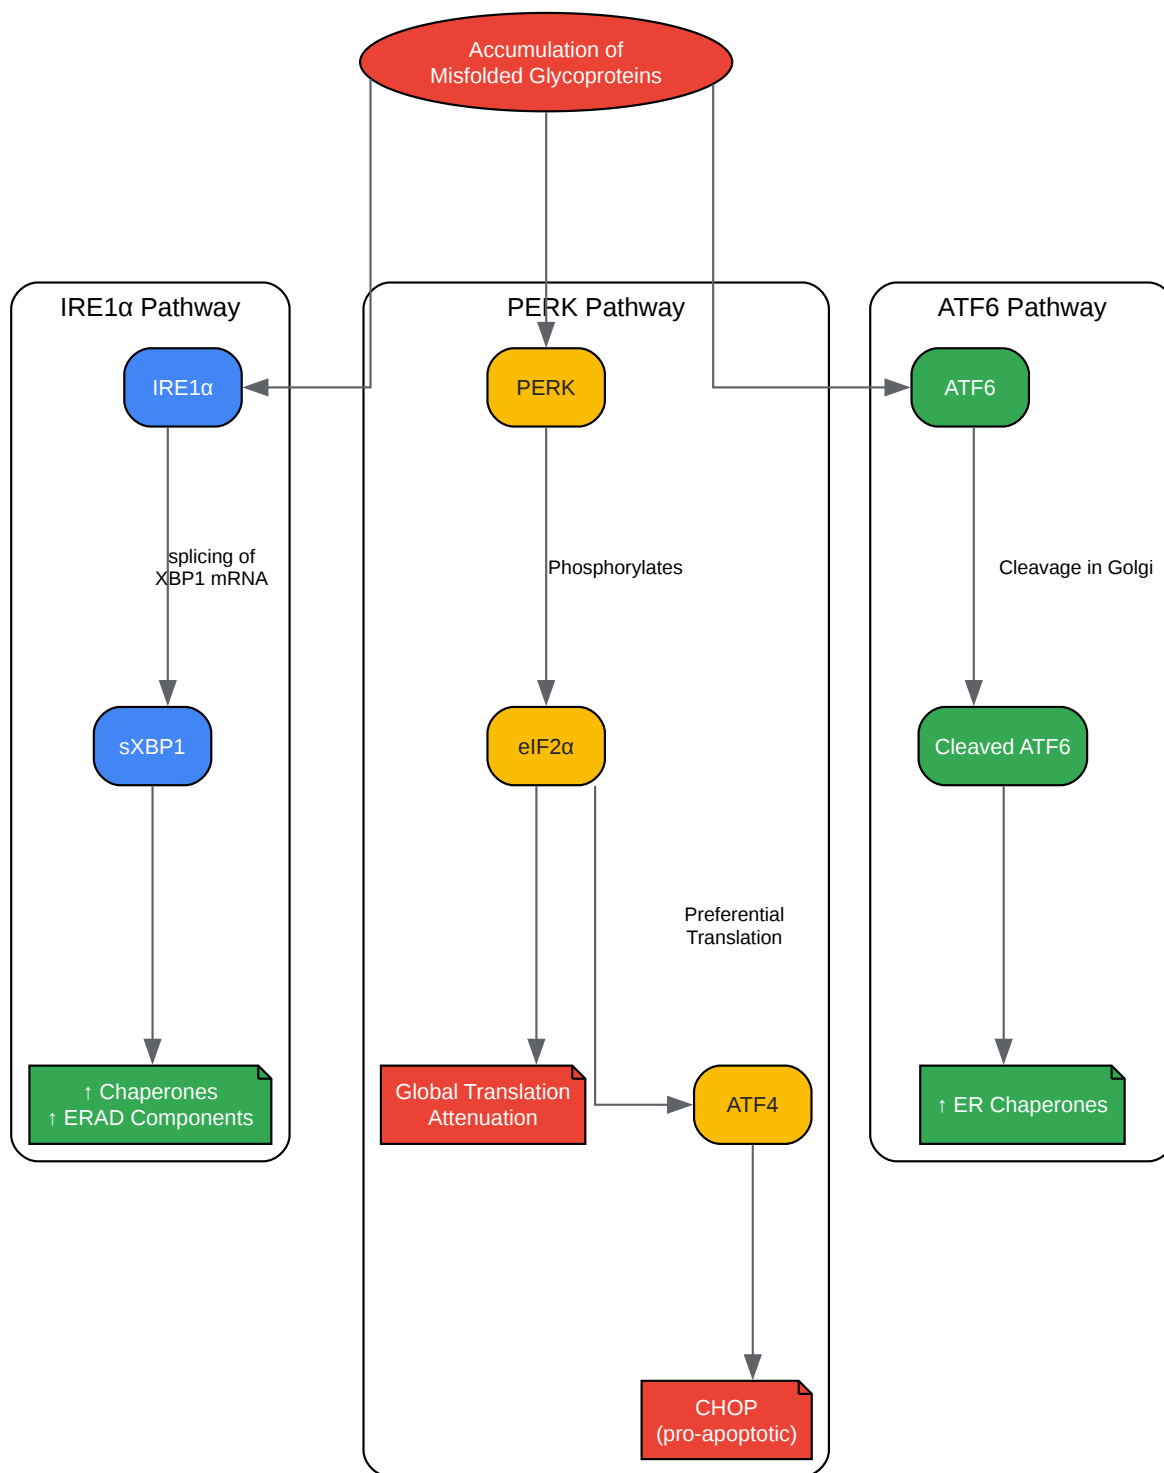 Accumulation of
Misfolded Glycoproteins
IRE1α Pathway
PERK Pathway
ATF6 Pathway
IRE1α
PERK
ATF6
splicing of
XBP1 mRNA
Phosphorylates
Cleavage in Golgi
sXBP1
eIF2α
Cleaved ATF6
Preferential
Translation
↑ Chaperones
↑ ERAD Components
Global Translation
Attenuation
ATF4
↑ ER Chaperones
CHOP
(pro-apoptotic)